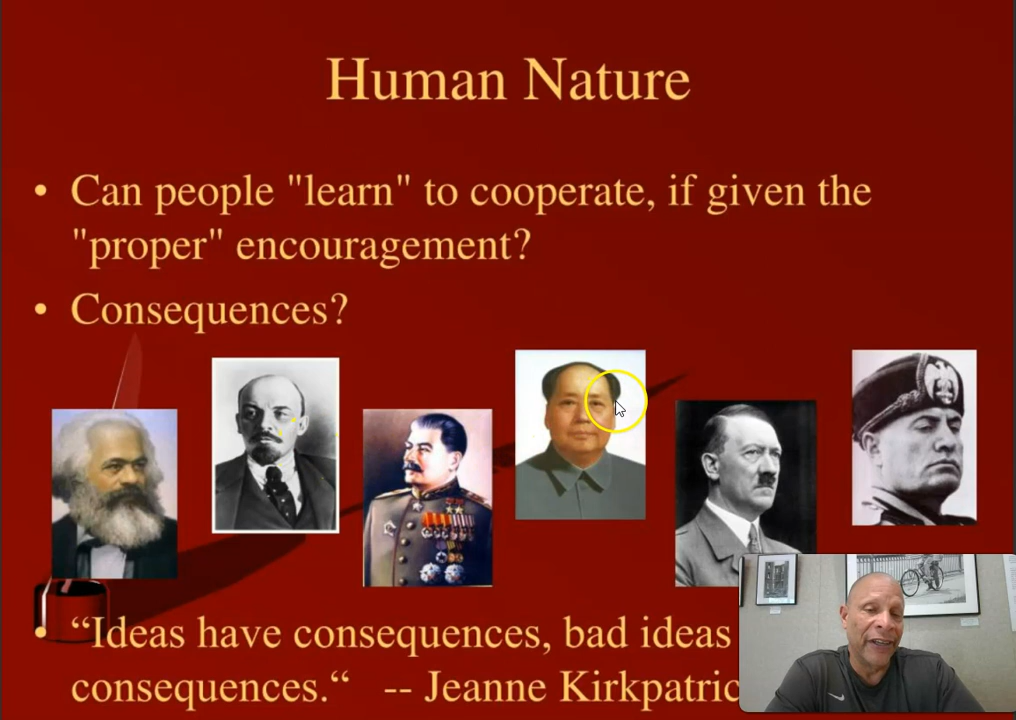 Human Nature
• Can people "learn" to cooperate, if given the
"proper" encouragement?
• Consequences?
• “Ideas have consequences, bad ideas
consequences.“ -- Jeanne Kirkpatric